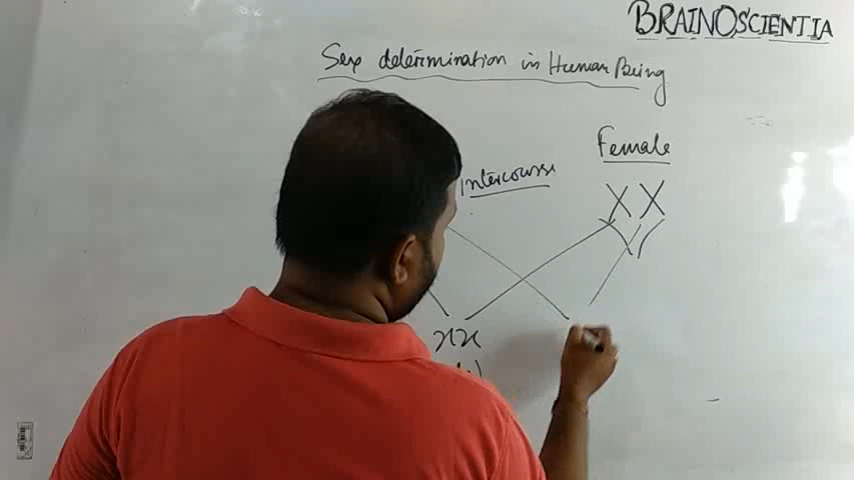 BRAINOSCIENTIA
Sex determination in Human Being
Female
Intercourse
X X
xx